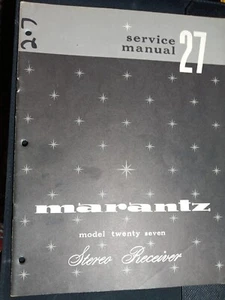 2.7
service
manual
27
marantz
model twenty seven
Stereo Receiver